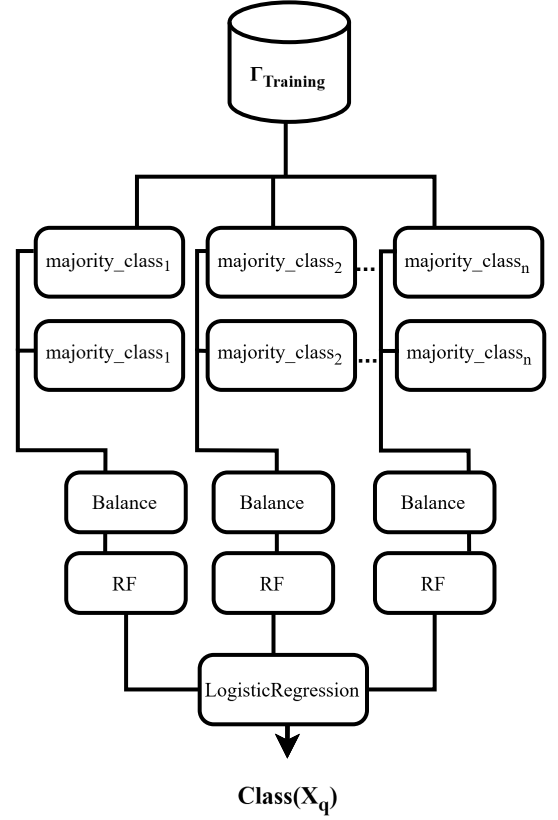 Γ_Training
majority_class₁ majority_class₂ ... majority_classₙ
majority_class₁ majority_class₂ ... majority_classₙ
Balance Balance Balance
RF RF RF
LogisticRegression
Class(X_q)